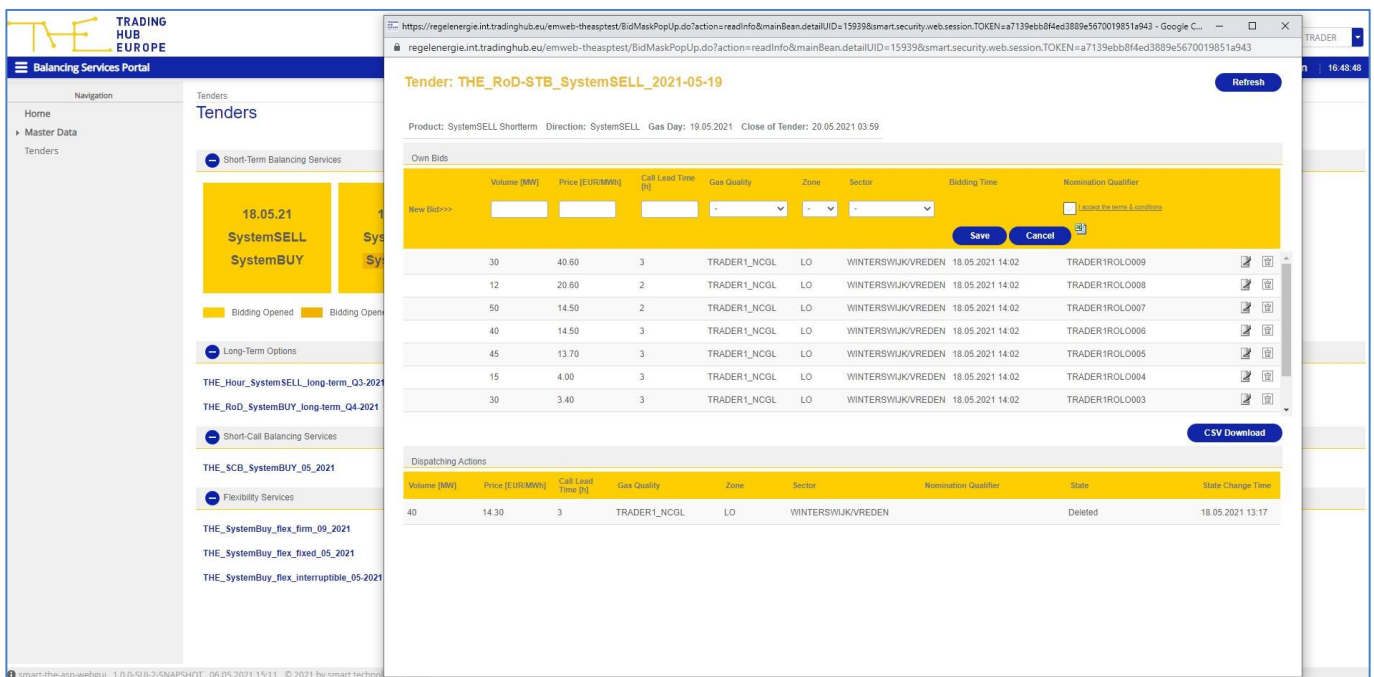 TRADING
HUB
EUROPE
Balancing Services Portal
Navigation
Home
Master Data
Tenders
Tenders
Tenders
Short-Term Balancing Services
18.05.21
SystemSELL
SystemBUY
1
Sys
Sy
Bidding Opened
Bidding Opene
Long-Term Options
THE_Hour_SystemSELL_long-term_Q3-2021
THE_RoD_SystemBUY_long-term_Q4-2021
Short-Call Balancing Services
THE_SCB_SystemBUY_05_2021
Flexibility Services
THE_SystemBuy_flex_firm_09_2021
THE_SystemBuy_flex_fixed_05_2021
THE_SystemBuy_flex_interruptible_05-2021
smart-the-asp-webgui 1.0.0-SUI-2-SNAPSHOT 06.05.2021 15:11 © 2021 by smart technol
https://regelenergie.int.tradinghub.eu/emweb-theasptest/BidMaskPopUp.do?action=readInfo&mainBean.detailUID=15939&smart.security.web.session.TOKEN=a7139ebb8f4ed3889e5670019851a943 - Google C...
regelenergie.int.tradinghub.eu/emweb-theasptest/BidMaskPopUp.do?action=readInfo&mainBean.detailUID=15939&smart.security.web.session.TOKEN=a7139ebb8f4ed3889e5670019851a943
TRADER
n 16:48:48
Tender: THE_RoD-STB_SystemSELL_2021-05-19
Refresh
Product: SystemSELL Shortterm Direction: SystemSELL Gas Day: 19.05.2021 Close of Tender: 20.05.2021 03:59
Own Bids
Volume [MW] Price [EUR/MWh] Call Lead Time [h] Gas Quality Zone Sector Bidding Time Nomination Qualifier
New Bid>>> - - - I accept the terms & conditions
Save Cancel
30 40.60 3 TRADER1_NCGL LO WINTERSWIJK/VREDEN 18.05.2021 14:02 TRADER1ROLO009
12 20.60 2 TRADER1_NCGL LO WINTERSWIJK/VREDEN 18.05.2021 14:02 TRADER1ROLO008
50 14.50 2 TRADER1_NCGL LO WINTERSWIJK/VREDEN 18.05.2021 14:02 TRADER1ROLO007
40 14.50 3 TRADER1_NCGL LO WINTERSWIJK/VREDEN 18.05.2021 14:02 TRADER1ROLO006
45 13.70 3 TRADER1_NCGL LO WINTERSWIJK/VREDEN 18.05.2021 14:02 TRADER1ROLO005
15 4.00 3 TRADER1_NCGL LO WINTERSWIJK/VREDEN 18.05.2021 14:02 TRADER1ROLO004
30 3.40 3 TRADER1_NCGL LO WINTERSWIJK/VREDEN 18.05.2021 14:02 TRADER1ROLO003
CSV Download
Dispatching Actions
Volume [MW] Price [EUR/MWh] Call Lead Time [h] Gas Quality Zone Sector Nomination Qualifier State State Change Time
40 14.30 3 TRADER1_NCGL LO WINTERSWIJK/VREDEN Deleted 18.05.2021 13:17